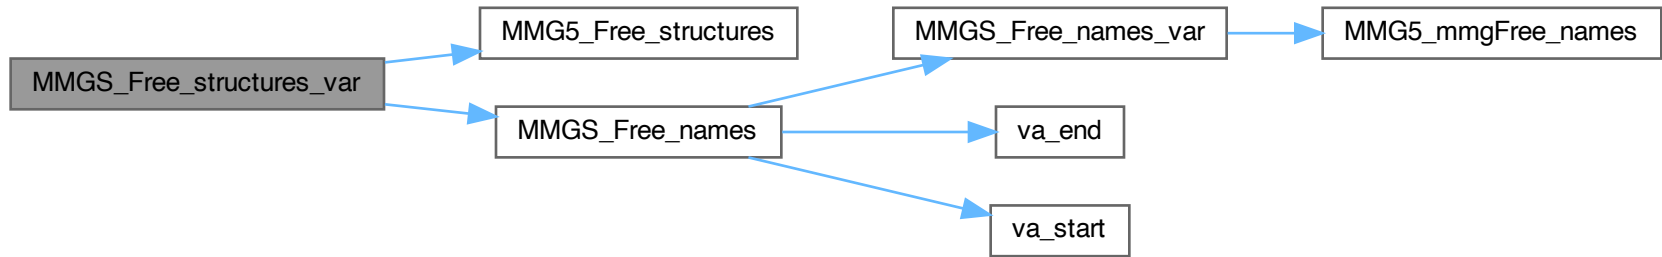 MMGS_Free_structures_var
MMG5_Free_structures
MMGS_Free_names
MMGS_Free_names_var
va_end
va_start
MMG5_mmgFree_names